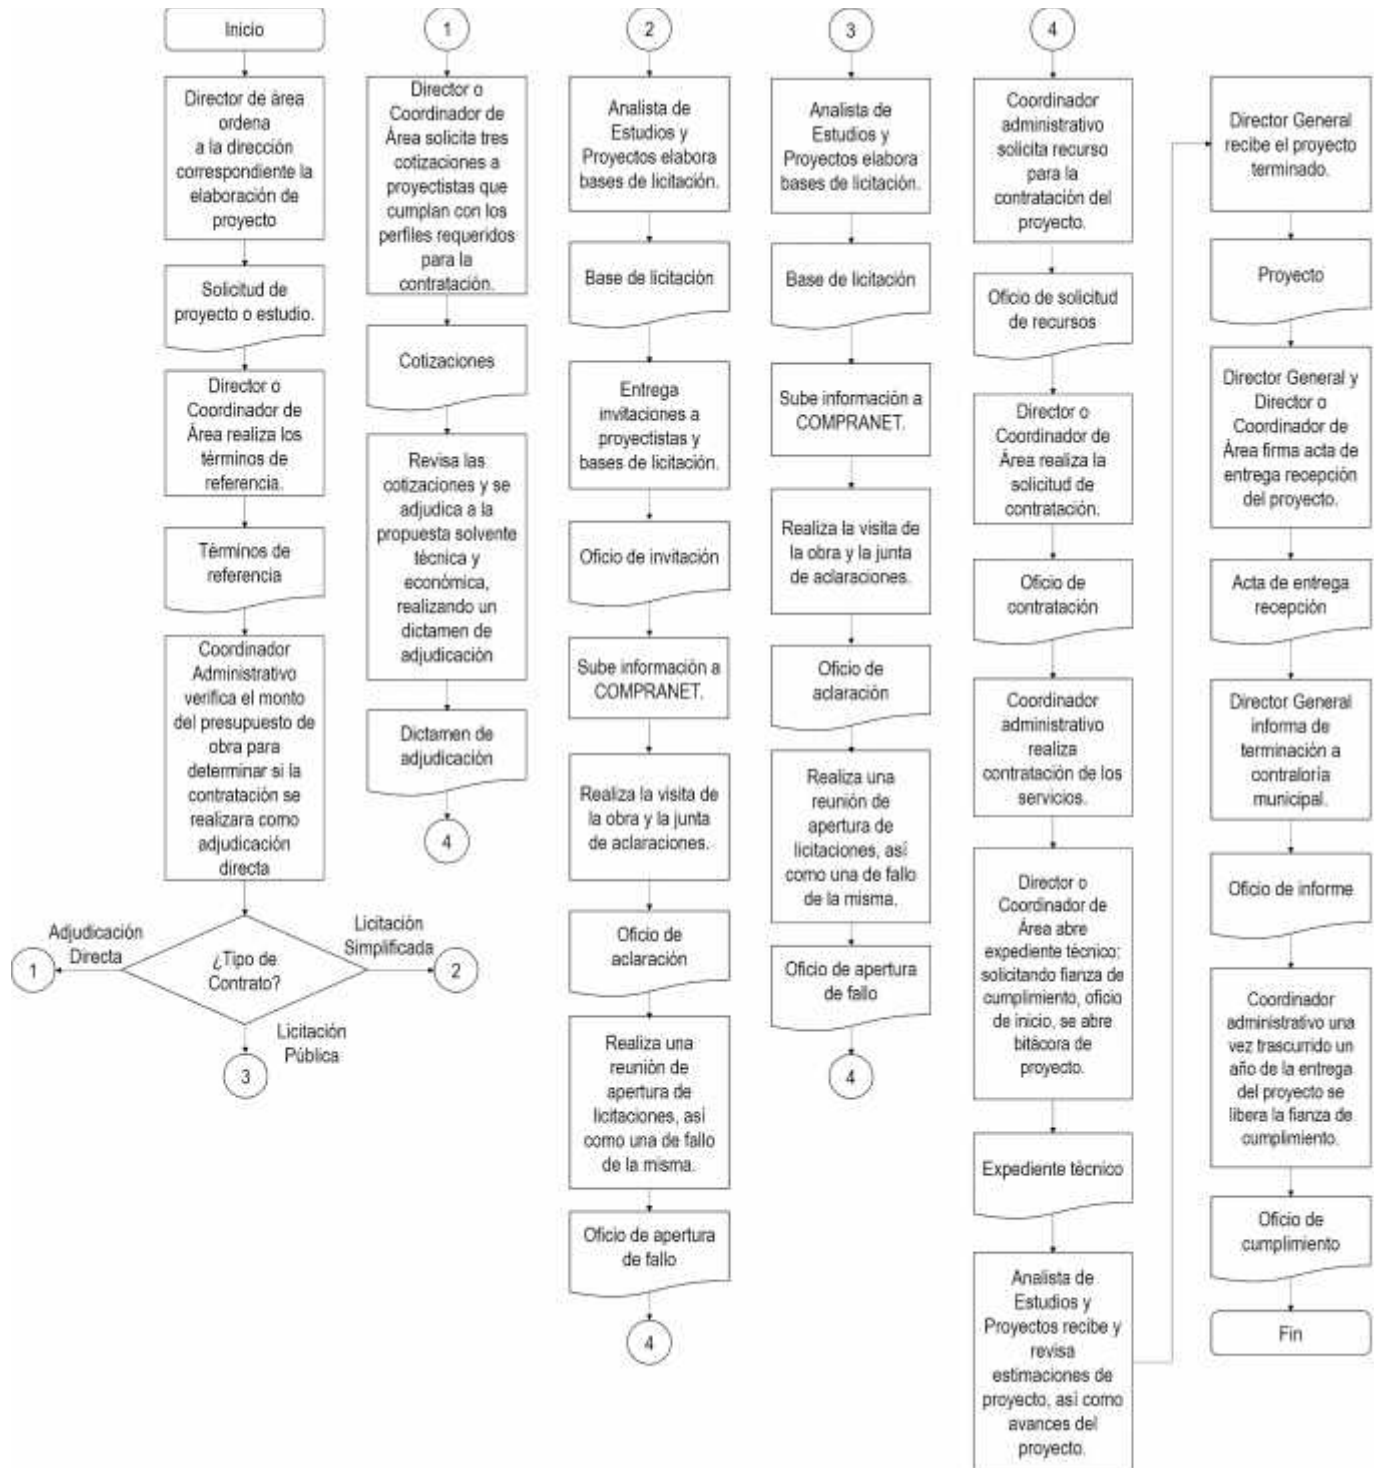 Inicio
Director de área
ordena
a la dirección
correspondiente la
elaboración de
proyecto
Solicitud de
proyecto o estudio.
Director o
Coordinador de
Área realiza los
términos de
referencia.
Términos de
referencia
Coordinador
Administrativo
verifica el monto
del presupuesto de
obra para
determinar si la
contratación se
realizara como
adjudicación
directa
¿Tipo de
Contrato?
Adjudicación
Directa
1
Licitación
Simplificada
2
Licitación
Pública
3
1
Director o
Coordinador de
Área solicita tres
cotizaciones a
proyectistas que
cumplan con los
perfiles requeridos
para la
contratación.
Cotizaciones
Revisa las
cotizaciones y se
adjudica a la
propuesta solvente
técnica y
económica,
realizando un
dictamen de
adjudicación
Dictamen de
adjudicación
4
2
Analista de
Estudios y
Proyectos elabora
bases de licitación.
Base de licitación
Entrega
invitaciones a
proyectistas y
bases de licitación.
Oficio de invitación
Sube información a
COMPRANET.
Realiza la visita de
la obra y la junta
de aclaraciones.
Oficio de
aclaración
Realiza una
reunión de
apertura de
licitaciones, así
como una de fallo
de la misma.
Oficio de apertura
de fallo
4
3
Analista de
Estudios y
Proyectos elabora
bases de licitación.
Base de licitación
Sube información a
COMPRANET.
Realiza la visita de
la obra y la junta
de aclaraciones.
Oficio de
aclaración
Realiza una
reunión de
apertura de
licitaciones, así
como una de fallo
de la misma.
Oficio de apertura
de fallo
4
4
Coordinador
administrativo
solicita recurso
para la
contratación del
proyecto.
Oficio de solicitud
de recursos
Director o
Coordinador de
Área realiza la
solicitud de
contratación.
Oficio de
contratación
Coordinador
administrativo
realiza
contratación de los
servicios.
Director o
Coordinador de
Área abre
expediente técnico;
solicitando fianza de
cumplimiento, oficio
de inicio, se abre
bitácora de
proyecto.
Expediente técnico
Analista de
Estudios y
Proyectos recibe y
revisa
estimaciones de
proyecto, así como
avances del
proyecto.
Director General
recibe el proyecto
terminado.
Proyecto
Director General y
Director o
Coordinador de
Área firma acta de
entrega recepción
del proyecto.
Acta de entrega
recepción
Director General
informa de
terminación a
contraloría
municipal.
Oficio de informe
Coordinador
administrativo una
vez trascurrido un
año de la entrega
del proyecto se
libera la fianza de
cumplimiento.
Oficio de
cumplimiento
Fin